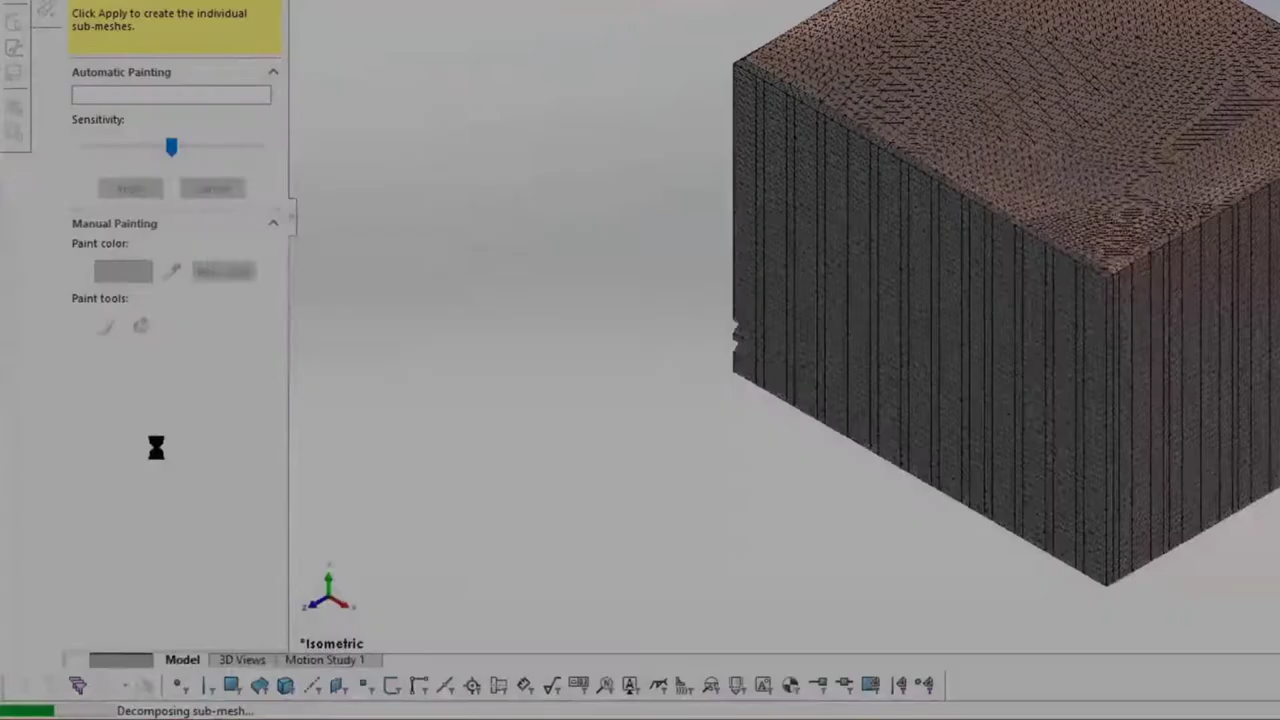 Click Apply to create the individual
sub-meshes.
Automatic Painting
Sensitivity:
Manual Painting
Paint color:
Paint tools:
*Isometric
Model
3D Views
Motion Study 1
Decomposing sub-mesh...